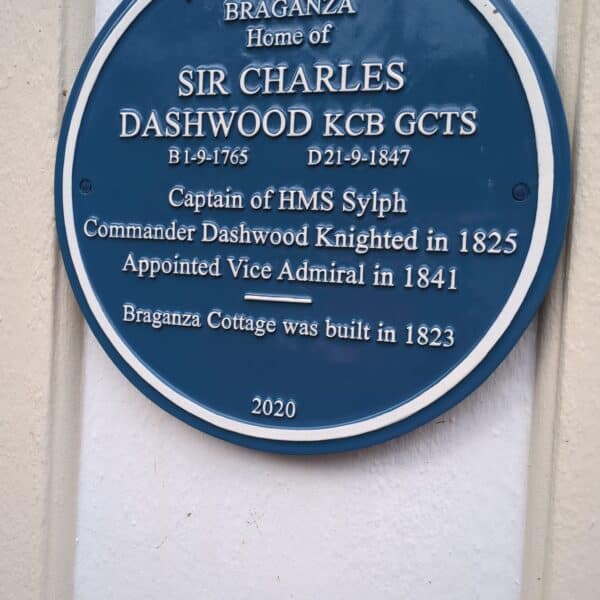 BRAGANZA
Home of
SIR CHARLES
DASHWOOD KCB GCTS
B1-9-1765 D21-9-1847
Captain of HMS Sylph
Commander Dashwood Knighted in 1825
Appointed Vice Admiral in 1841
Braganza Cottage was built in 1823
2020